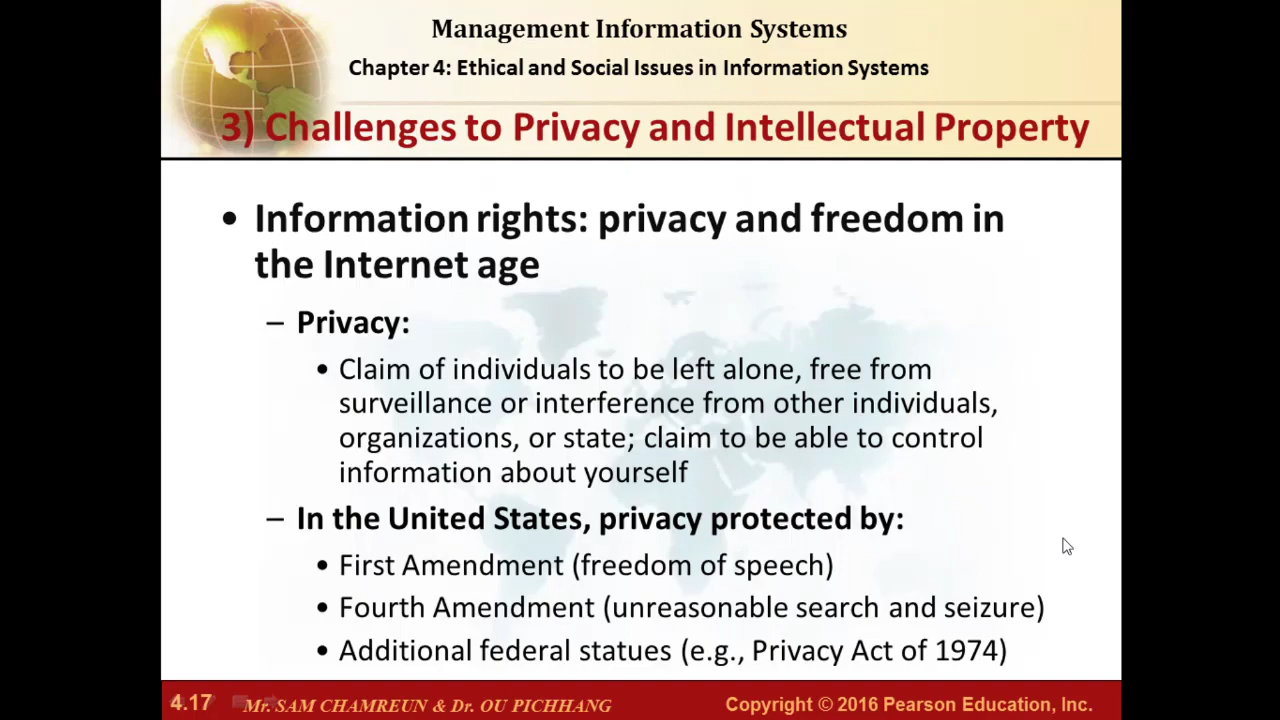 Management Information Systems
Chapter 4: Ethical and Social Issues in Information Systems
3) Challenges to Privacy and Intellectual Property
• Information rights: privacy and freedom in
the Internet age
– Privacy:
• Claim of individuals to be left alone, free from
surveillance or interference from other individuals,
organizations, or state; claim to be able to control
information about yourself
– In the United States, privacy protected by:
• First Amendment (freedom of speech)
• Fourth Amendment (unreasonable search and seizure)
• Additional federal statues (e.g., Privacy Act of 1974)
4.17 Mr. SAM CHAMREUN & Dr. OU PICHHANG Copyright © 2016 Pearson Education, Inc.